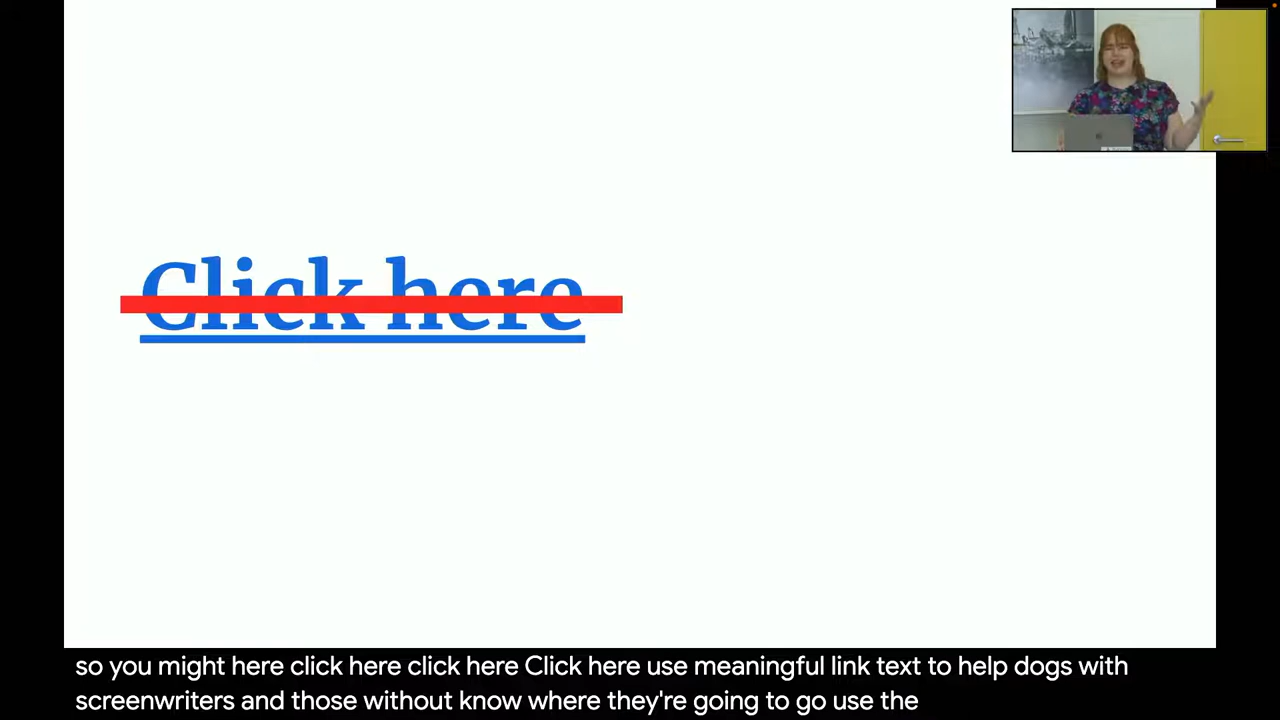 Click here
so you might here click here click here Click here use meaningful link text to help dogs with
screenwriters and those without know where they're going to go use the